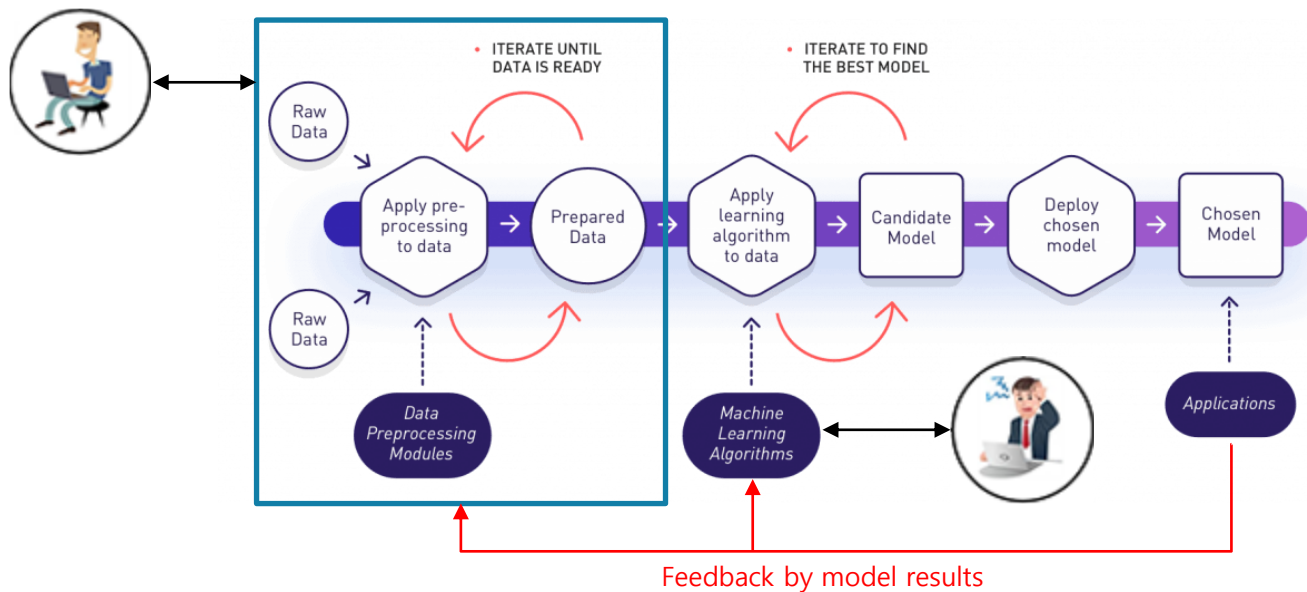 • ITERATE UNTIL
DATA IS READY
• ITERATE TO FIND
THE BEST MODEL
Raw
Data
Apply pre-
processing
to data
Prepared
Data
Apply
learning
algorithm
to data
Candidate
Model
Deploy
chosen
model
Chosen
Model
Raw
Data
Data
Preprocessing
Modules
Machine
Learning
Algorithms
Applications
Feedback by model results